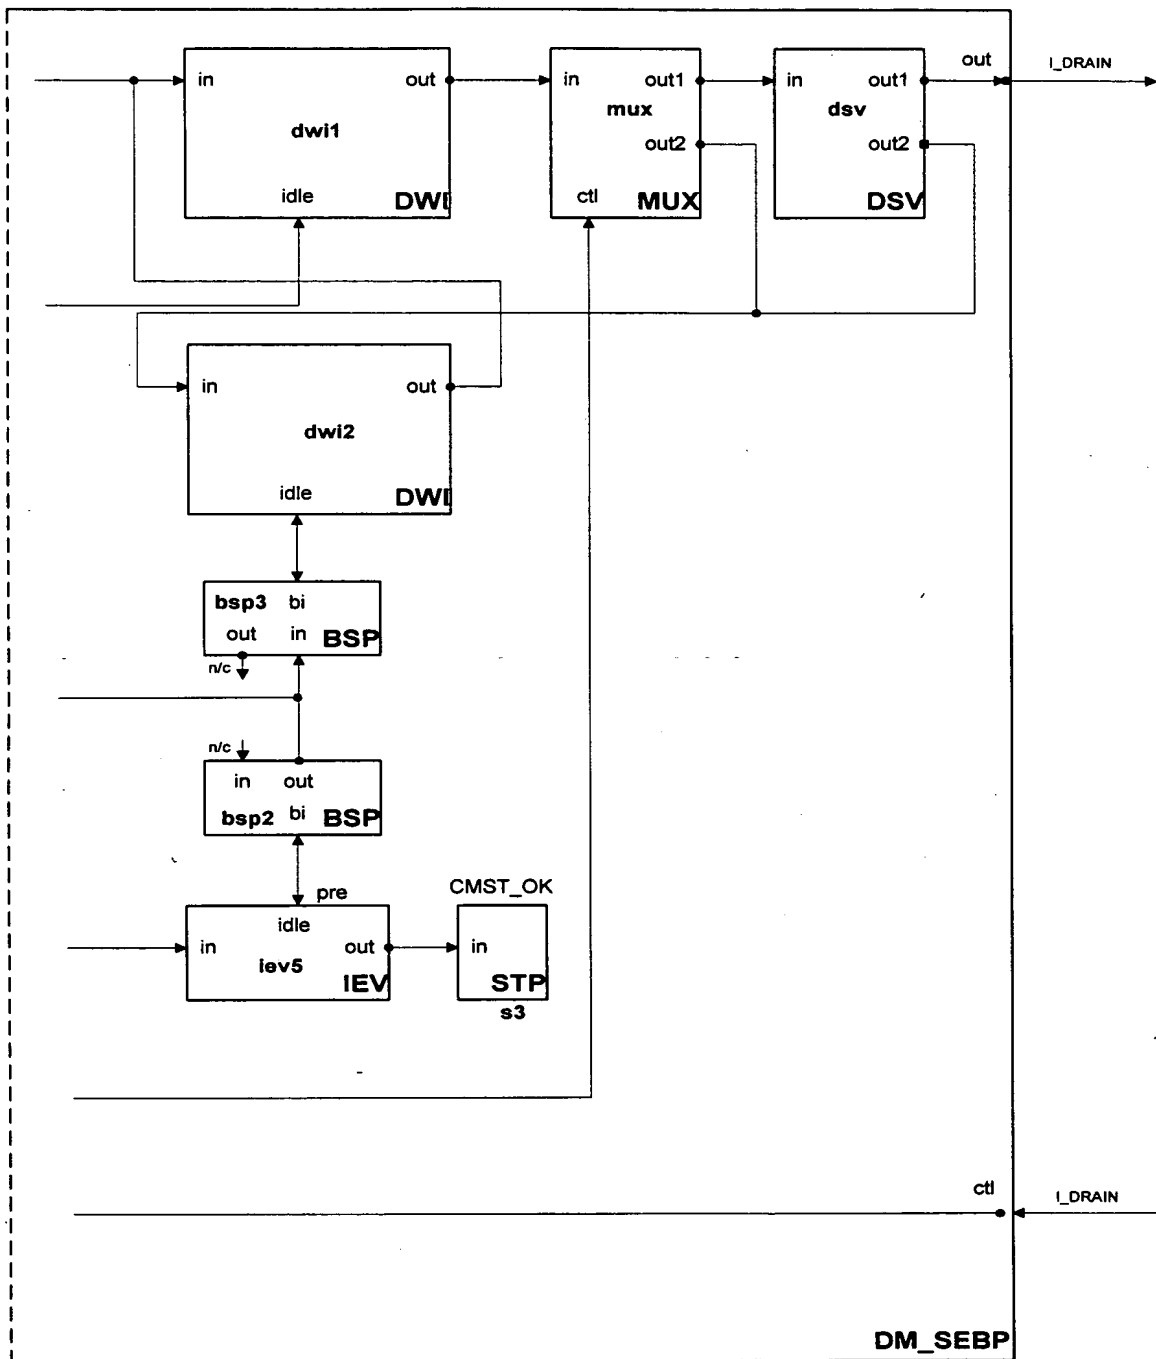 out
I_DRAIN
in
out
in
out1
in
out1
dwi1
mux
dsv
out2
out2
idle
DWI
ctl
MUX
DSV
in
out
dwi2
idle
DWI
bsp3
bi
out
in
BSP
n/c
n/c
in
out
bsp2
bi
BSP
pre
CMST_OK
idle
in
out
in
iev5
IEV
STP
s3
ctl
I_DRAIN
DM_SEBP